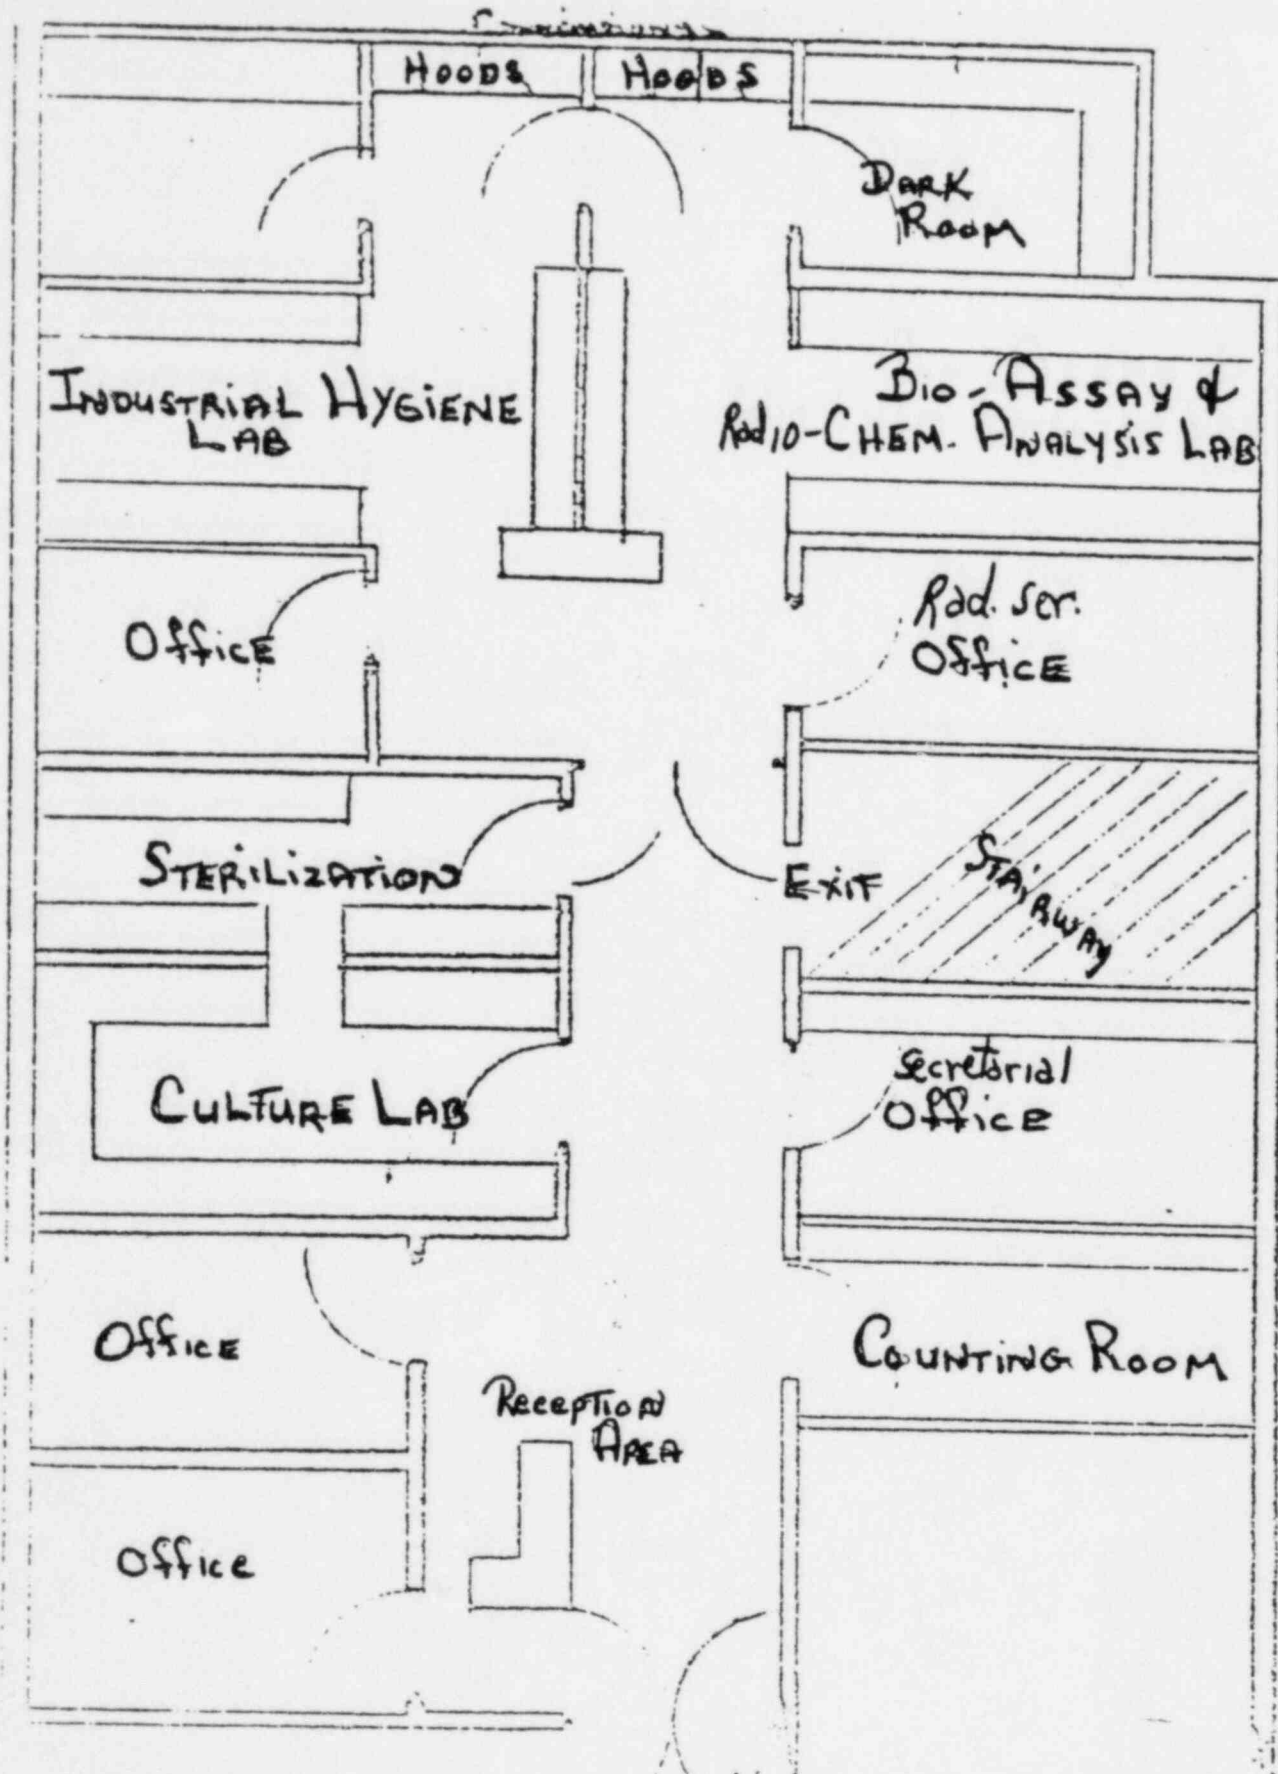 HOODS HOODS
DARK
ROOM
INDUSTRIAL HYGIENE
LAB
BIO-ASSAY &
Rad10-CHEM. ANALYSIS LAB
OfficE
Rad. Ser.
OfficE
STERILIZATION
EXIT
STAIRWAY
CULTURE LAB
Secretarial
OfficE
OfficE
COUNTING ROOM
Reception
AREA
Office